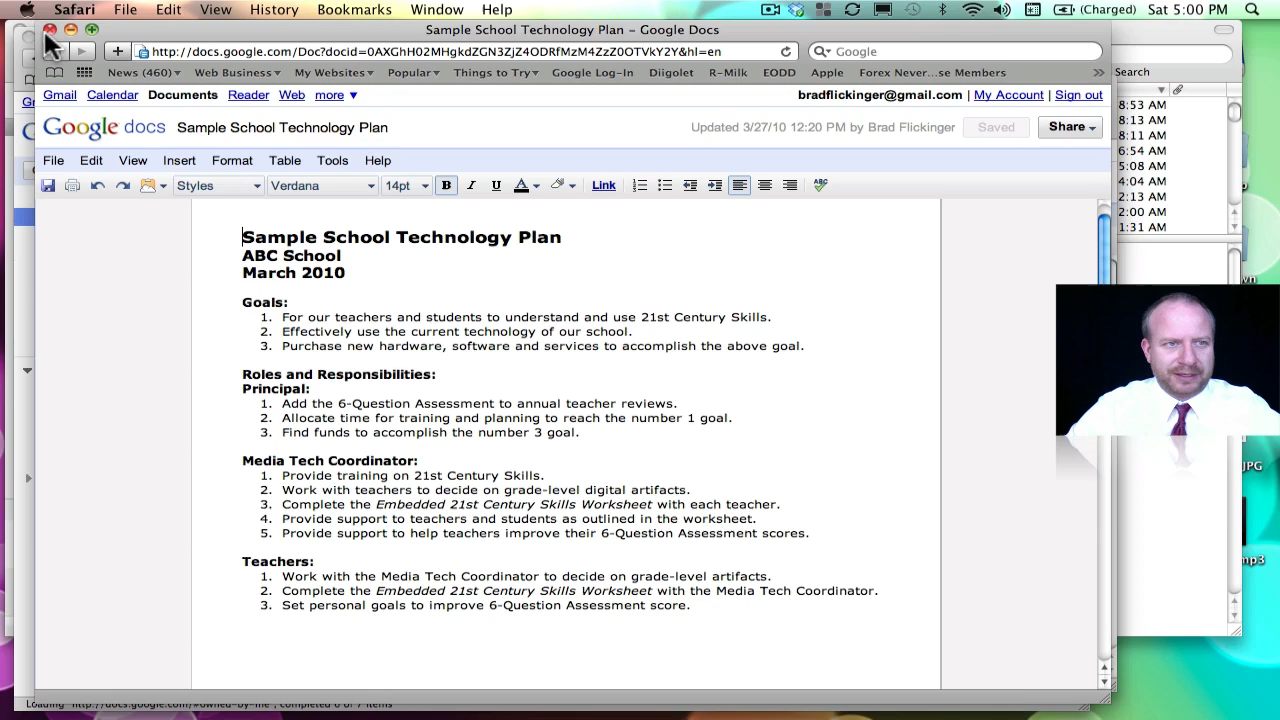 Safari File Edit View History Bookmarks Window Help (Charged) Sat 5:00 PM
Sample School Technology Plan – Google Docs
http://docs.google.com/Doc?docid=0AXGhH02MHgkdZGN3ZjZ4ODRfMzM4ZzZ0OTVkY2Y&hl=en Google
News (460) Web Business My Websites Popular Things to Try Google Log-In Diigolet R-Milk EODD Apple Forex Never...se Memories »
Search
Gmail Calendar Documents Reader Web more bradflickinger@gmail.com | My Account | Sign out
Google docs Sample School Technology Plan Updated 3/27/10 12:20 PM by Brad Flickinger Saved Share
File Edit View Insert Format Table Tools Help
Styles Verdana 14pt B I U A Link ABC
8:53 AM
8:13 AM
8:11 AM
6:54 AM
5:08 AM
4:04 AM
2:13 AM
2:00 AM
1:31 AM
Sample School Technology Plan
ABC School
March 2010
Goals:
1. For our teachers and students to understand and use 21st Century Skills.
2. Effectively use the current technology of our school.
3. Purchase new hardware, software and services to accomplish the above goal.
Roles and Responsibilities:
Principal:
1. Add the 6-Question Assessment to annual teacher reviews.
2. Allocate time for training and planning to reach the number 1 goal.
3. Find funds to accomplish the number 3 goal.
Media Tech Coordinator:
1. Provide training on 21st Century Skills.
2. Work with teachers to decide on grade-level digital artifacts.
3. Complete the Embedded 21st Century Skills Worksheet with each teacher.
4. Provide support to teachers and students as outlined in the worksheet.
5. Provide support to help teachers improve their 6-Question Assessment scores.
Teachers:
1. Work with the Media Tech Coordinator to decide on grade-level artifacts.
2. Complete the Embedded 21st Century Skills Worksheet with the Media Tech Coordinator.
3. Set personal goals to improve 6-Question Assessment score.
JPG
mp3